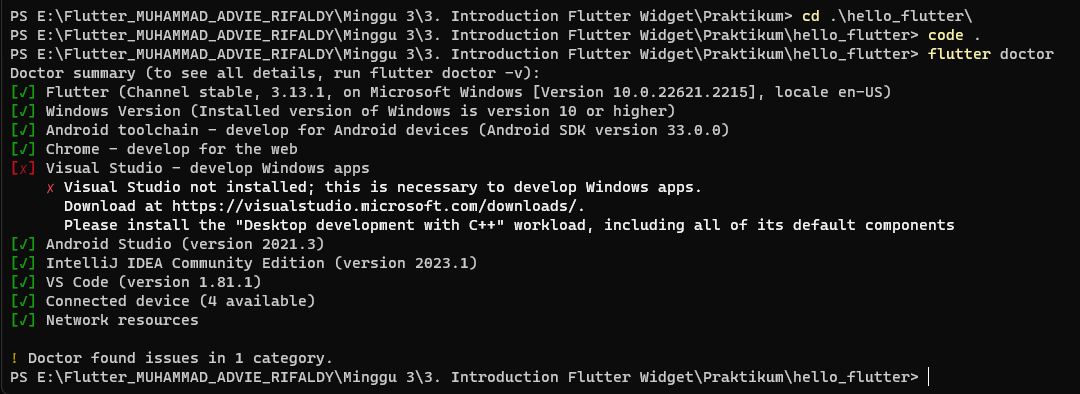 PS E:\Flutter_MUHAMMAD_ADVIE_RIFALDY\Minggu 3\3. Introduction Flutter Widget\Praktikum> cd .\hello_flutter\
PS E:\Flutter_MUHAMMAD_ADVIE_RIFALDY\Minggu 3\3. Introduction Flutter Widget\Praktikum\hello_flutter> code .
PS E:\Flutter_MUHAMMAD_ADVIE_RIFALDY\Minggu 3\3. Introduction Flutter Widget\Praktikum\hello_flutter> flutter doctor
Doctor summary (to see all details, run flutter doctor -v):
[√] Flutter (Channel stable, 3.13.1, on Microsoft Windows [Version 10.0.22621.2215], locale en-US)
[√] Windows Version (Installed version of Windows is version 10 or higher)
[√] Android toolchain - develop for Android devices (Android SDK version 33.0.0)
[√] Chrome - develop for the web
[✗] Visual Studio - develop Windows apps
    ✗ Visual Studio not installed; this is necessary to develop Windows apps.
      Download at https://visualstudio.microsoft.com/downloads/.
      Please install the "Desktop development with C++" workload, including all of its default components
[√] Android Studio (version 2021.3)
[√] IntelliJ IDEA Community Edition (version 2023.1)
[√] VS Code (version 1.81.1)
[√] Connected device (4 available)
[√] Network resources
! Doctor found issues in 1 category.
PS E:\Flutter_MUHAMMAD_ADVIE_RIFALDY\Minggu 3\3. Introduction Flutter Widget\Praktikum\hello_flutter>